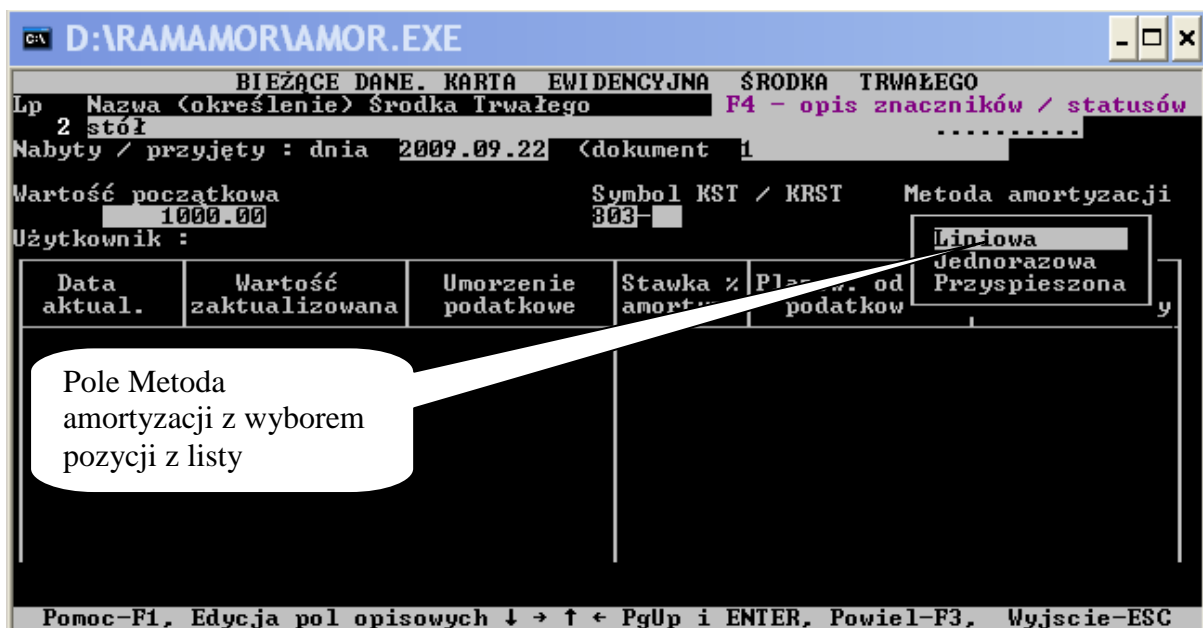 D:\RAMAMOR\AMOR.EXE
BIEŻĄCE DANE. KARTA EWIDENCYJNA ŚRODKA TRWAŁEGO
Lp Nazwa (określenie) Środka Trwałego F4 - opis znaczników / statusów
2 stół ..........
Nabyty / przyjęty : dnia 2009.09.22 (dokument 1
Wartość początkowa Symbol KST / KRST Metoda amortyzacji
1000.00 803-
Użytkownik : Liniowa
Jednorazowa
Przyspieszona
Data Wartość Umorzenie Stawka % Planow. od
aktual. zaktualizowana podatkowe amortyz podatkow y
Pole Metoda
amortyzacji z wyborem
pozycji z listy
Pomoc-F1, Edycja pol opisowych ↓ → ↑ ← PgUp i ENTER, Powiel-F3, Wyjscie-ESC